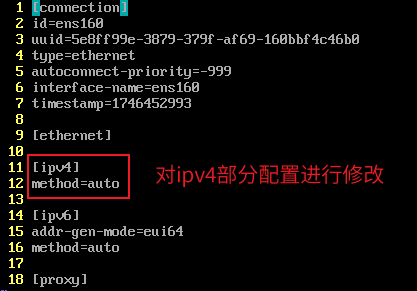 1 [connection]
2 id=ens160
3 uuid=5e8ff99e-3879-379f-af69-160bbf4c46b0
4 type=ethernet
5 autoconnect-priority=-999
6 interface-name=ens160
7 timestamp=1746452993
8
9 [ethernet]
10
11 [ipv4]
12 method=auto
对ipv4部分配置进行修改
13
14 [ipv6]
15 addr-gen-mode=eui64
16 method=auto
17
18 [proxy]